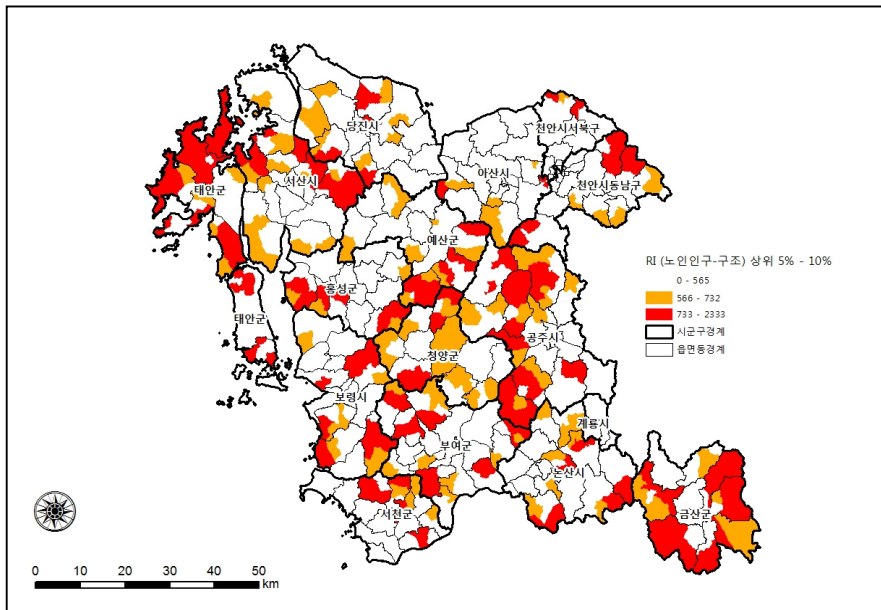 당진시
천안시서북구
아산시
천안시동남구
서산시
태안군
예산군
RI (노인인구-구조) 상위 5% - 10%
0 - 565
566 - 732
733 - 2333
시군구경계
읍면동경계
홍성군
태안군
공주시
청양군
보령시
계룡시
부여군
논산시
서천군
금산군
0 10 20 30 40 50
km